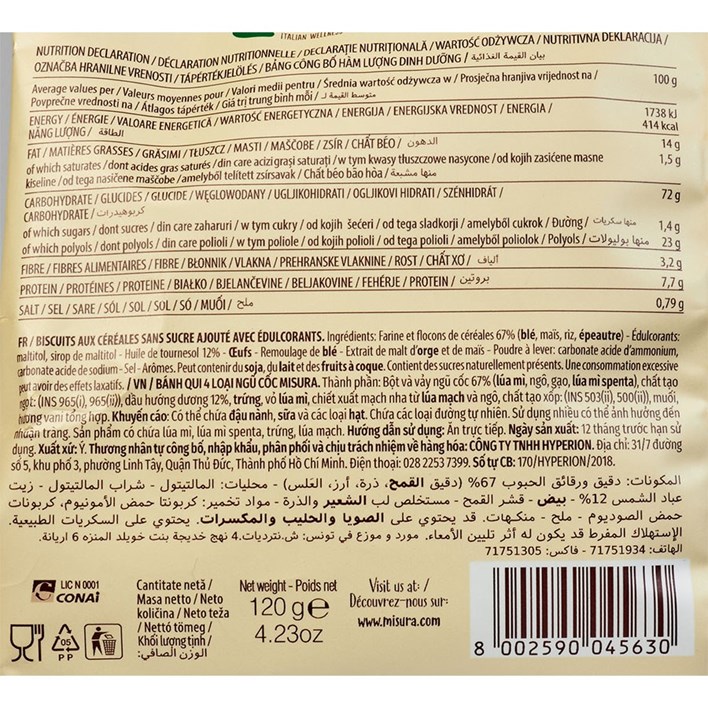 ITALIAN WELLNESS
NUTRITION DECLARATION / DÉCLARATION NUTRITIONNELLE / DECLARAȚIE NUTRIȚIONALĂ / WARTOŚĆ ODŻYWCZA / NUTRITIVNA DEKLARACIJA /
OZNAČBA HRANILNE VRENOSTI / TÁPÉRTÉKJELÖLÉS / BẢNG CÔNG BỐ HÀM LƯỢNG DINH DƯỠNG / بيان القيمة الغذائية
Average values per / Valeurs moyennes pour / Valori medii pentru / Średnia wartość odżywcza w / Prosječna hranjiva vrijednost na / 100 g
Povprečne vrednosti na / Átlagos tápérték / Giá trị trung bình mỗi / متوسط القيمة لـ
ENERGY / ÉNERGIE / VALOARE ENERGETICĂ / WARTOŚĆ ENERGETYCZNA / ENERGIJA / ENERGIJSKA VREDNOST / ENERGIA / 1738 kJ
NĂNG LƯỢNG / الطاقة 414 kcal
FAT / MATIÈRES GRASSES / GRĂSIMI / TŁUSZCZ / MASTI / MAŠČOBE / ZSÍR / CHẤT BÉO / الدهون 14 g
of which saturates / dont acides gras saturés / din care acizi grași saturați / w tym kwasy tłuszczowe nasycone / od kojih zasićene masne 1,5 g
kiseline / od tega nasičene maščobe / amelyből telített zsírsavak / Chất béo bão hòa / منها مشبعة
CARBOHYDRATE / GLUCIDES / GLUCIDE / WĘGLOWODANY / UGLJIKOHIDRATI / OGLJIKOVI HIDRATI / SZÉNHIDRÁT / 72 g
CARBOHYDRATE / كربوهيدرات
of which sugars / dont sucres / din care zaharuri / w tym cukry / od kojih šećeri / od tega sladkorji / amelyből cukrok / Đường / منها سكريات 1,4 g
of which polyols / dont polyols / din care polioli / w tym poliole / od kojih polioli / od tega polioli / amelyből poliolok / Polyols / منها بوليولات 23 g
FIBRE / FIBRES ALIMENTAIRES / FIBRE / BŁONNIK / VLAKNA / PREHRANSKE VLAKNINE / ROST / CHẤT XƠ / ألياف 3,2 g
PROTEIN / PROTÉINES / PROTEINE / BIAŁKO / BJELANČEVINE / BELJAKOVINE / FEHÉRJE / PROTEIN / بروتين 7,7 g
SALT / SEL / SARE / SÓL / SOL / SOL / SÓ / MUỐI / ملح 0,79 g
FR / BISCUITS AUX CÉRÉALES SANS SUCRE AJOUTÉ AVEC ÉDULCORANTS. Ingrédients: Farine et flocons de céréales 67% (blé, maïs, riz, épeautre) - Édulcorants:
maltitol, sirop de maltitol - Huile de tournesol 12% - Œufs - Remoulage de blé - Extrait de malt d'orge et de maïs - Poudre à lever: carbonate acide d'ammonium,
carbonate acide de sodium - Sel - Arômes. Peut contenir du soja, du lait et des fruits à coque. Contient des sucres naturellement présents. Une consommation excessive
peut avoir des effets laxatifs. / VN / BÁNH QUI 4 LOẠI NGŨ CỐC MISURA. Thành phần: Bột và vảy ngũ cốc 67% (lúa mì, ngô, gạo, lúa mì spenta), chất tạo
ngọt: (INS 965(i), 965(ii)), dầu hướng dương 12%, trứng, vỏ lúa mì, chiết xuất mạch nha từ lúa mạch và ngô, chất tạo xốp: (INS 503(ii), 500(ii)), muối,
hương vani tổng hợp. Khuyến cáo: Có thể chứa đậu nành, sữa và các loại hạt. Chứa các loại đường tự nhiên. Sử dụng nhiều có thể ảnh hưởng đến
nhuận tràng. Sản phẩm có chứa lúa mì, lúa mì spenta, trứng, lúa mạch. Hướng dẫn sử dụng: Ăn trực tiếp. Ngày sản xuất: 12 tháng trước hạn sử
dụng. Xuất xứ: Ý. Thương nhân tự công bố, nhập khẩu, phân phối và chịu trách nhiệm về hàng hóa: CÔNG TY TNHH HYPERION. Địa chỉ: 31/7 đường
số 5, khu phố 3, phường Linh Tây, Quận Thủ Đức, Thành phố Hồ Chí Minh. Điện thoại: 028 2253 7399. Số tự CB: 170/HYPERION/2018.
المكونات: دقيق ورقائق الحبوب 67% (دقيق القمح، ذرة، أرز، العَلس) - محليات: المالتيتول - شراب المالتيتول - زيت
عباد الشمس 12% - بيض - قشر القمح - مستخلص لب الشعير والذرة - مواد تخمير: كربونتا حمض الأمونيوم، كربونات
حمض الصوديوم - ملح - منكهات. قد يحتوي على الصويا والحليب والمكسرات. يحتوي على السكريات الطبيعية.
الإستهلاك المفرط قد يكون له أثر تليين الأمعاء. مورد و موزع في تونس: ش.نترديات.4 نهج خديجة بنت خويلد المنزه 6 اريانة.
الهاتف: 71751934 - فاكس: 71751305
LIC N 0001
CONAI
Cantitate netă /
Masa netto / Neto
količina / Neto teža
/ Nettó tömeg /
Khối lượng tịnh /
الوزن الصافي:
Net weight - Poids net
120 g e
4.23oz
Visit us at: /
Découvrez-nous sur:
www.misura.com
05
PP
8 002590 045630